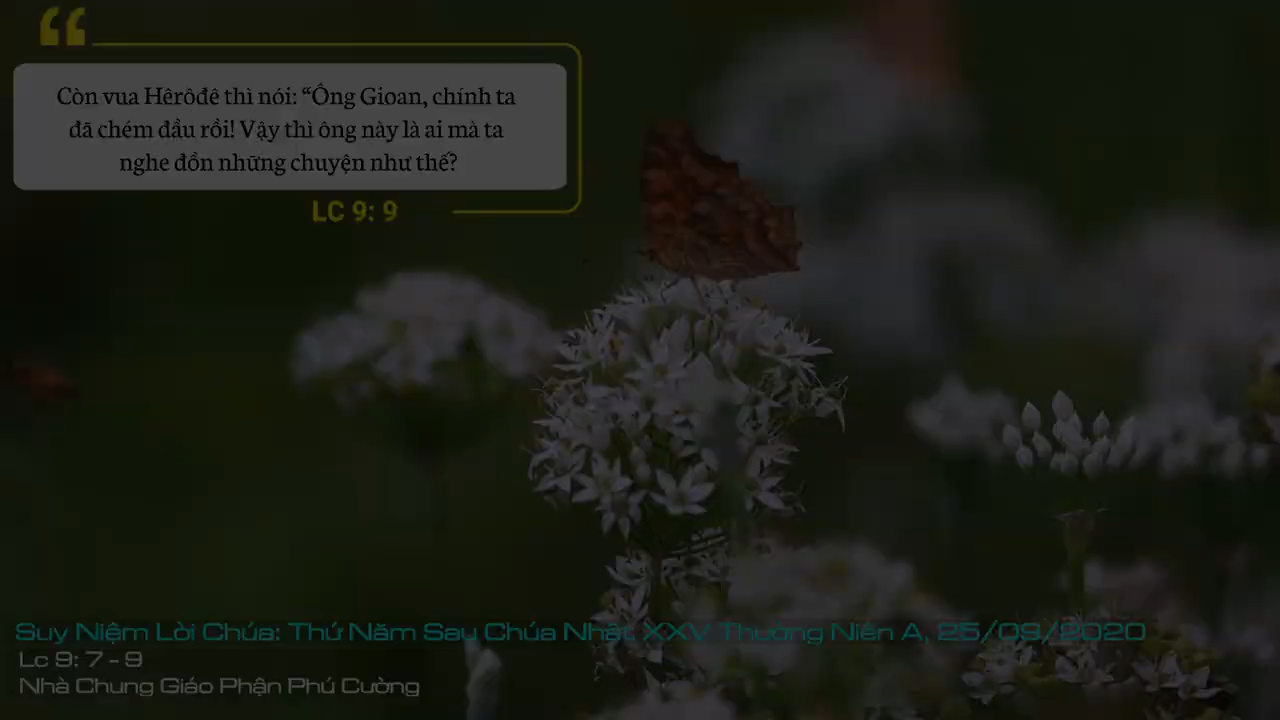 Còn vua Hêrôđê thì nói: “Ông Gioan, chính ta
đã chém đầu rồi! Vậy thì ông này là ai mà ta
nghe đồn những chuyện như thế?
LC 9: 9
Suy Niệm Lời Chúa: Thứ Năm Sau Chúa Nhật XXV Thường Niên A, 25/09/2020
Lc 9: 7 - 9
Nhà Chung Giáo Phận Phú Cường